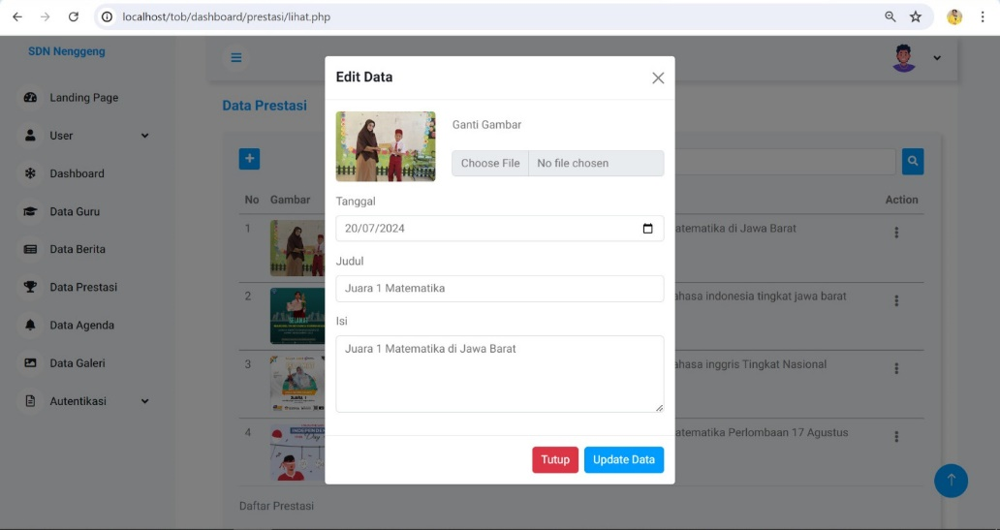 localhost/tob/dashboard/prestasi/lihat.php
SDN Nenggeng
Landing Page
User
Dashboard
Data Guru
Data Berita
Data Prestasi
Data Agenda
Data Galeri
Autentikasi
Data Prestasi
No Gambar Action
1
atematika di Jawa Barat
2
ahasa indonesia tingkat jawa barat
3
ahasa inggris Tingkat Nasional
4
atematika Perlombaan 17 Agustus
Daftar Prestasi
Edit Data
Ganti Gambar
Choose File No file chosen
Tanggal
20/07/2024
Judul
Juara 1 Matematika
Isi
Juara 1 Matematika di Jawa Barat
Tutup Update Data